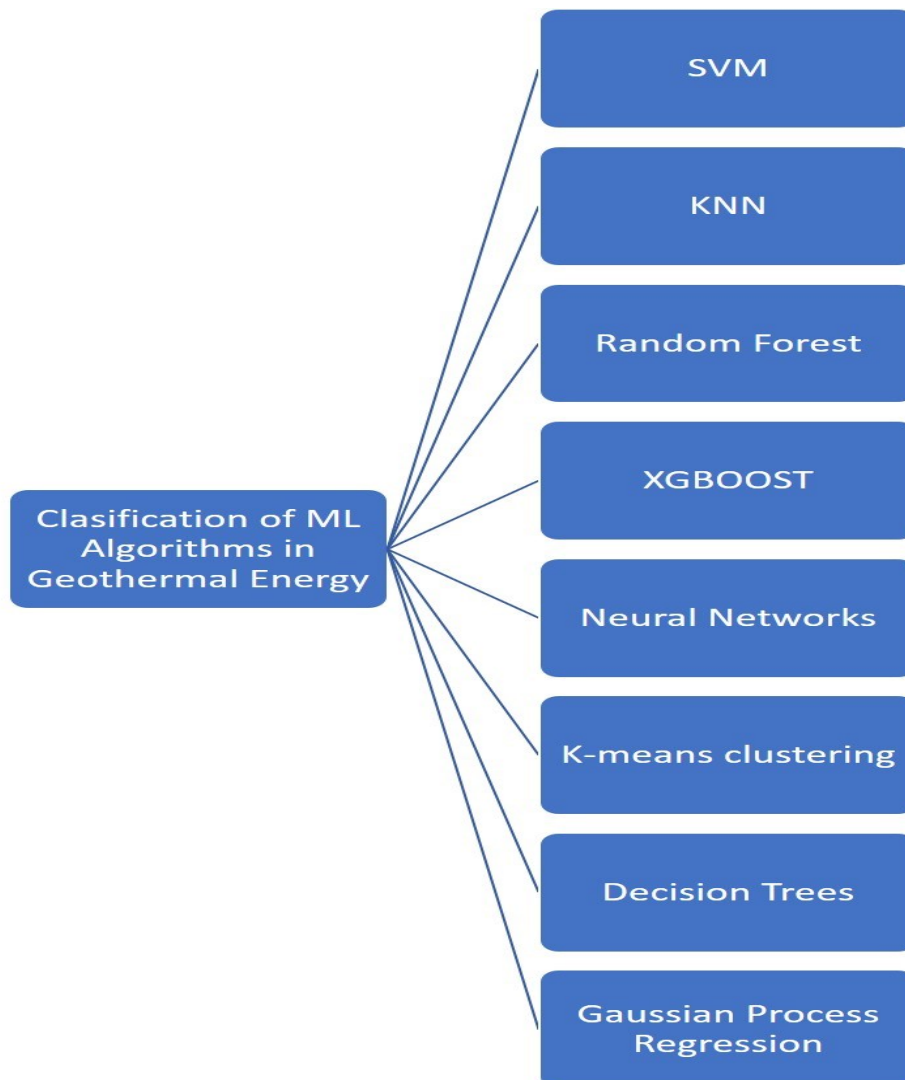 SVM
KNN
Random Forest
XGBOOST
Clasification of ML
Algorithms in
Geothermal Energy
Neural Networks
K-means clustering
Decision Trees
Gaussian Process
Regression